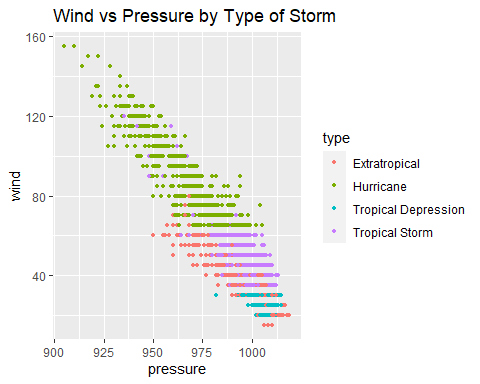 Wind vs Pressure by Type of Storm
160
120
80
40
wind
900
925
950
975
1000
pressure
type
Extratropical
Hurricane
Tropical Depression
Tropical Storm